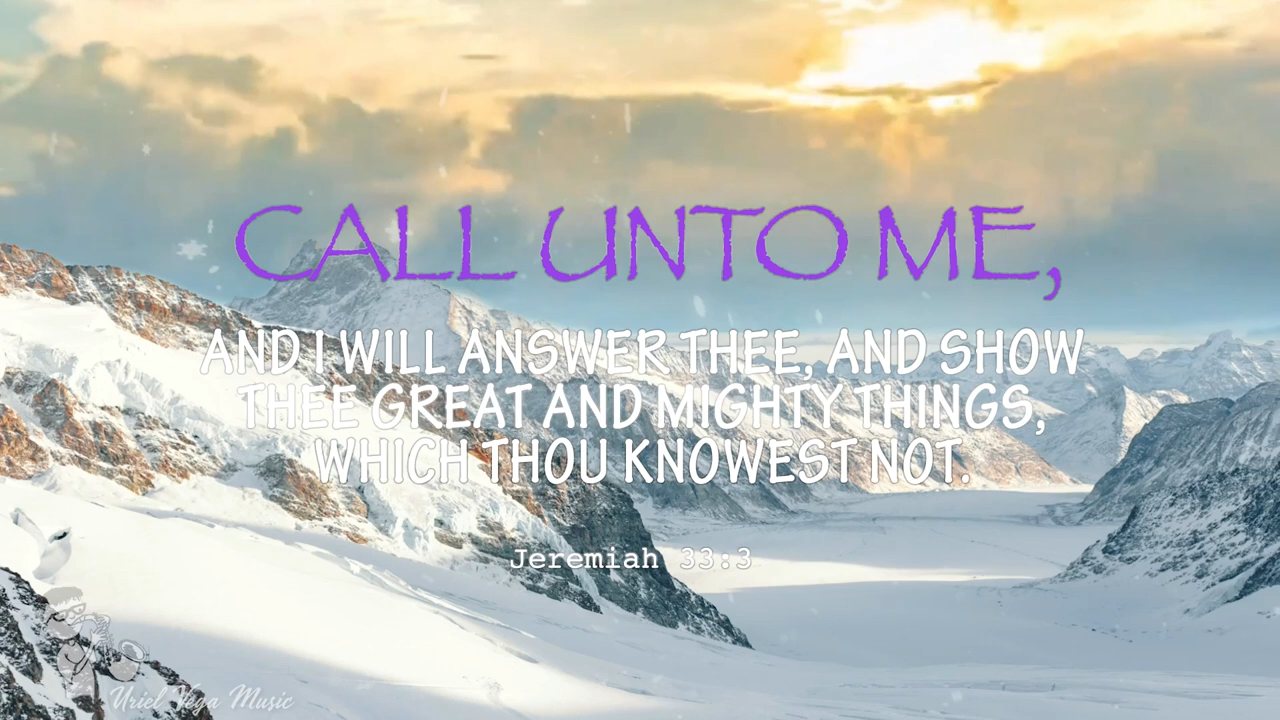 CALL UNTO ME,
AND I WILL ANSWER THEE, AND SHOW
THEE GREAT AND MIGHTY THINGS,
WHICH THOU KNOWEST NOT.
Jeremiah 33:3
Uriel Vega Music